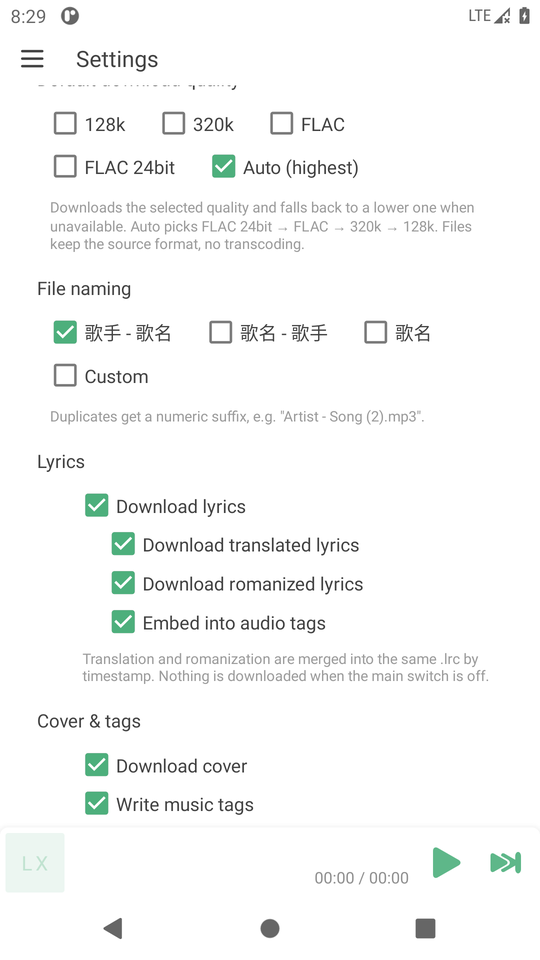 8:29
LTE
Settings
Default download quality
128k
320k
FLAC
FLAC 24bit
Auto (highest)
Downloads the selected quality and falls back to a lower one when
unavailable. Auto picks FLAC 24bit → FLAC → 320k → 128k. Files
keep the source format, no transcoding.
File naming
歌手 - 歌名
歌名 - 歌手
歌名
Custom
Duplicates get a numeric suffix, e.g. "Artist - Song (2).mp3".
Lyrics
Download lyrics
Download translated lyrics
Download romanized lyrics
Embed into audio tags
Translation and romanization are merged into the same .lrc by
timestamp. Nothing is downloaded when the main switch is off.
Cover & tags
Download cover
Write music tags
LX
00:00 / 00:00